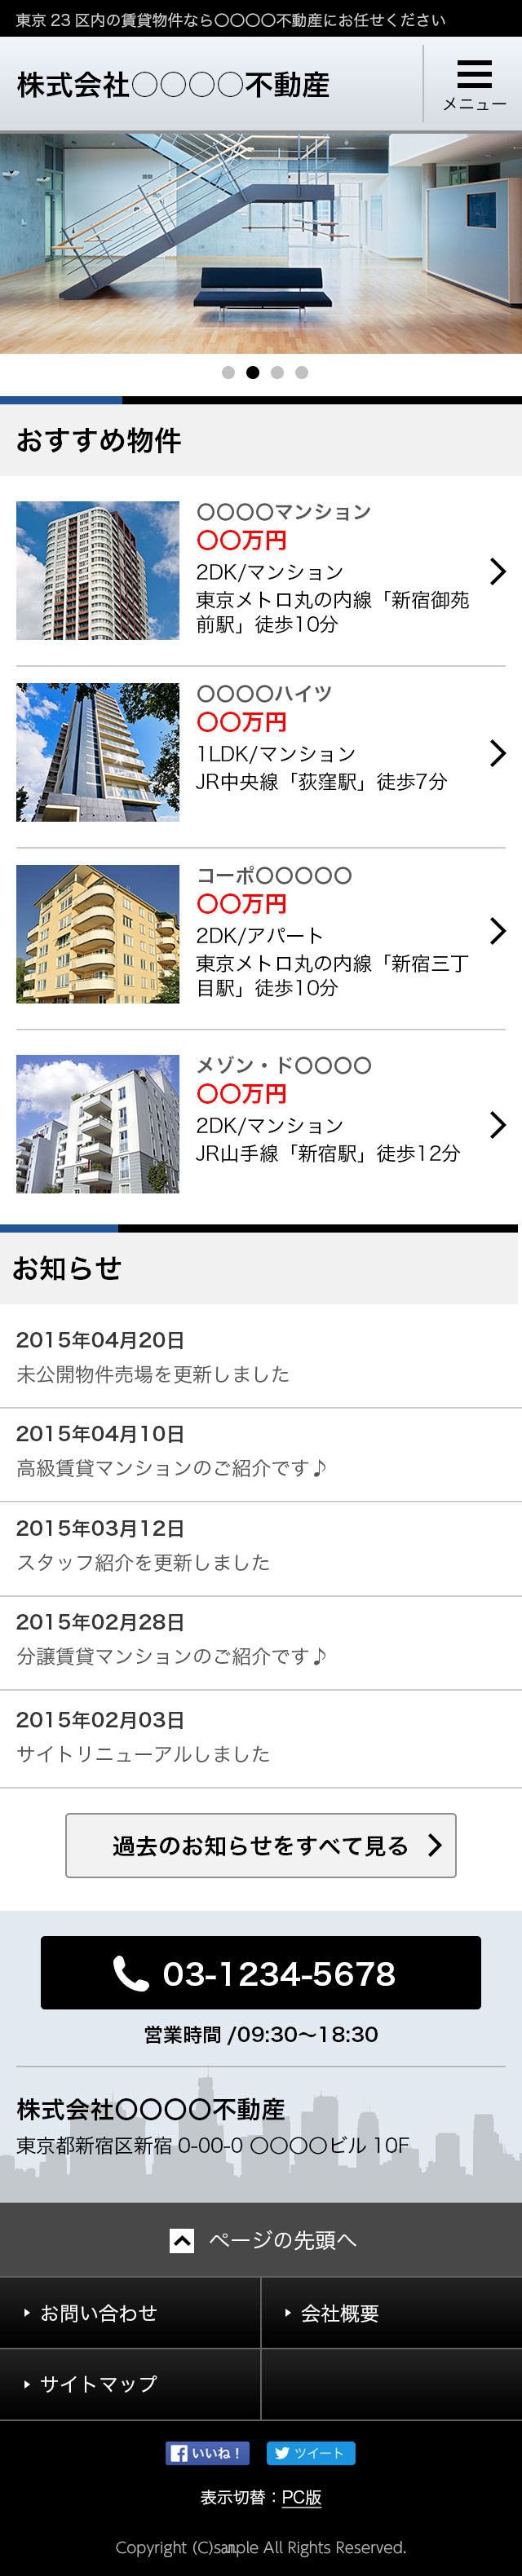 東京23区内の賃貸物件なら〇〇〇〇不動産にお任せください
株式会社〇〇〇〇不動産
メニュー
おすすめ物件
〇〇〇〇マンション
〇〇万円
2DK/マンション
東京メトロ丸の内線「新宿御苑
前駅」徒歩10分
〇〇〇〇ハイツ
〇〇万円
1LDK/マンション
JR中央線「荻窪駅」徒歩7分
コーポ〇〇〇〇〇
〇〇万円
2DK/アパート
東京メトロ丸の内線「新宿三丁
目駅」徒歩10分
メゾン・ド〇〇〇〇
〇〇万円
2DK/マンション
JR山手線「新宿駅」徒歩12分
お知らせ
2015年04月20日
未公開物件売場を更新しました
2015年04月10日
高級賃貸マンションのご紹介です♪
2015年03月12日
スタッフ紹介を更新しました
2015年02月28日
分譲賃貸マンションのご紹介です♪
2015年02月03日
サイトリニューアルしました
過去のお知らせをすべて見る
03-1234-5678
営業時間 /09:30〜18:30
株式会社〇〇〇〇不動産
東京都新宿区新宿 0-00-0 〇〇〇〇ビル 10F
ページの先頭へ
お問い合わせ
会社概要
サイトマップ
いいね！
ツイート
表示切替：PC版
Copyright (C)sample All Rights Reserved.